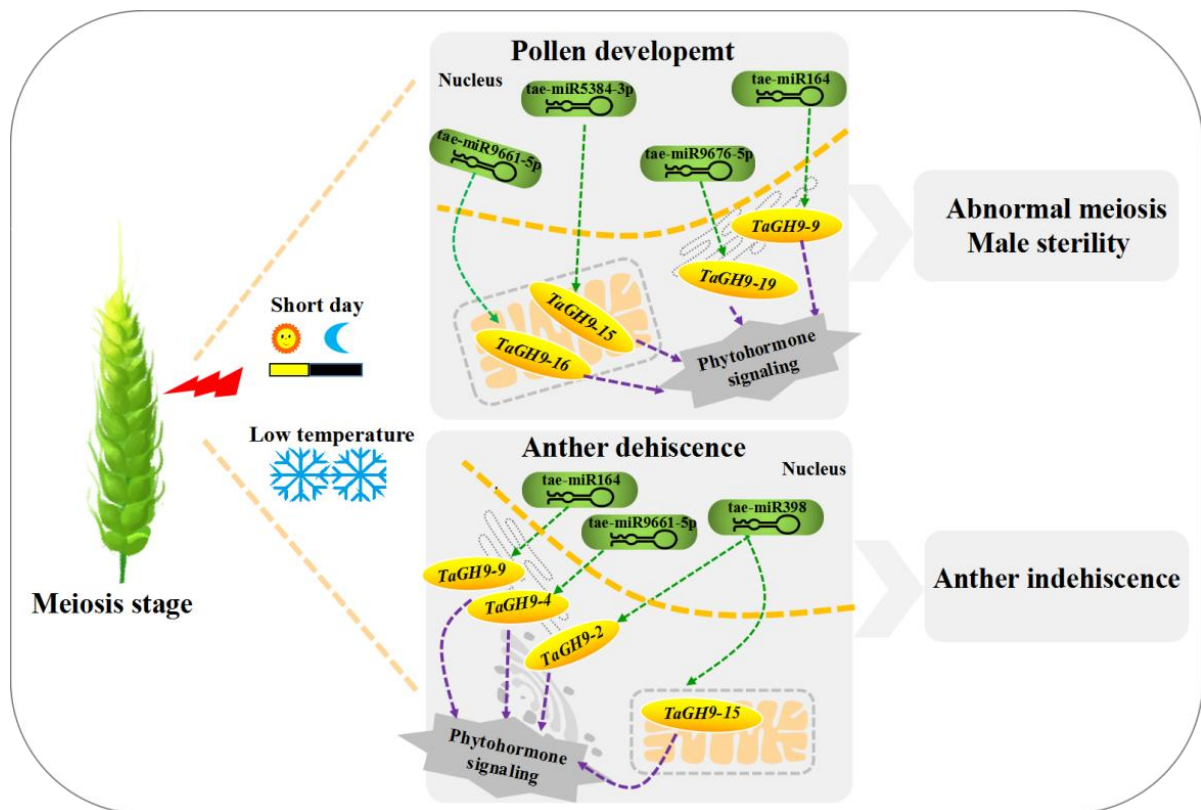 Pollen developemt
Nucleus
tae-miR5384-3p
tae-miR164
tae-miR9661-5p
tae-miR9676-5p
TaGH9-9
TaGH9-19
TaGH9-15
TaGH9-16
Phytohormone
signaling
Abnormal meiosis
Male sterility
Short day
Low temperature
Meiosis stage
Anther dehiscence
Nucleus
tae-miR164
tae-miR9661-5p
tae-miR398
TaGH9-9
TaGH9-4
TaGH9-2
TaGH9-15
Phytohormone
signaling
Anther indehiscence